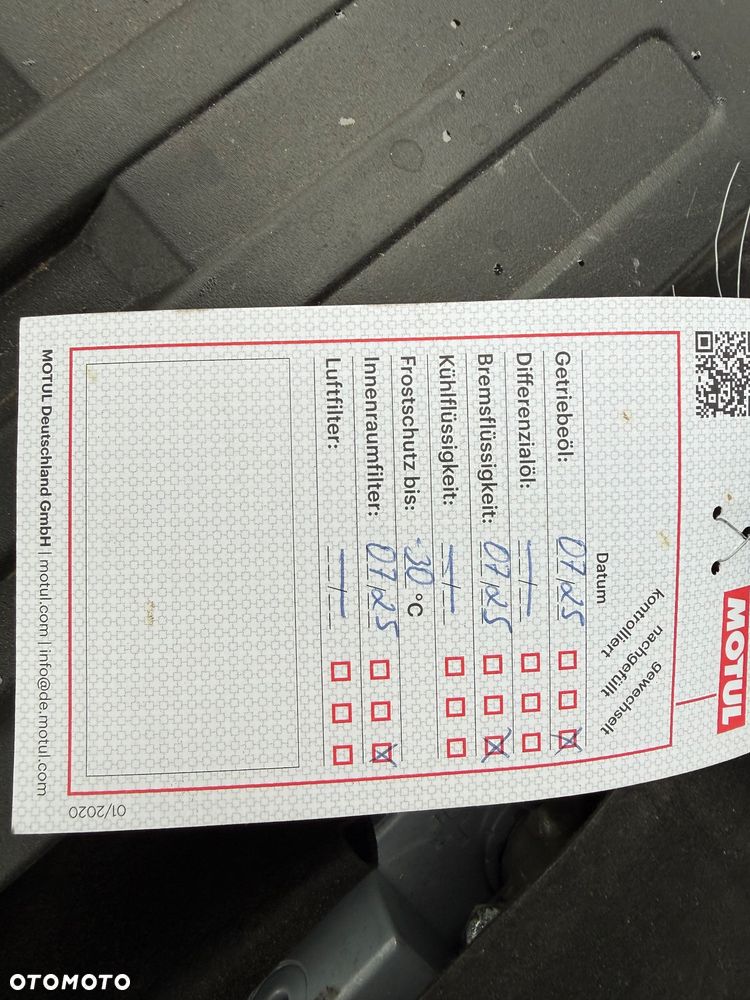 MOTUL
Datum
kontrolliert
nachgefüllt
gewechselt
Getriebeöl: 07/25
Differenzialöl: —/—
Bremsflüssigkeit: 07/25
Kühlflüssigkeit: —/—
Frostschutz bis: -30 °C
Innenraumfilter: 07/25
Luftfilter: —/—
MOTUL Deutschland GmbH | motul.com | info@de.motul.com
01/2020
OTOMOTO